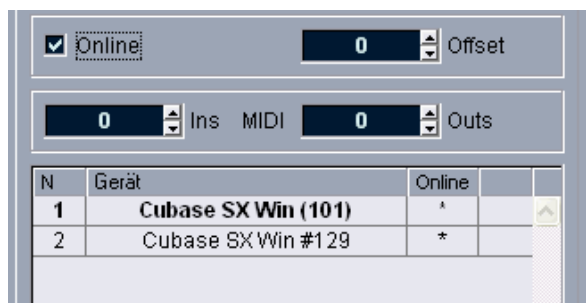 Online 0 Offset
0 Ins MIDI 0 Outs
N Gerät Online
1 Cubase SX Win (101) *
2 Cubase SX Win #129 *